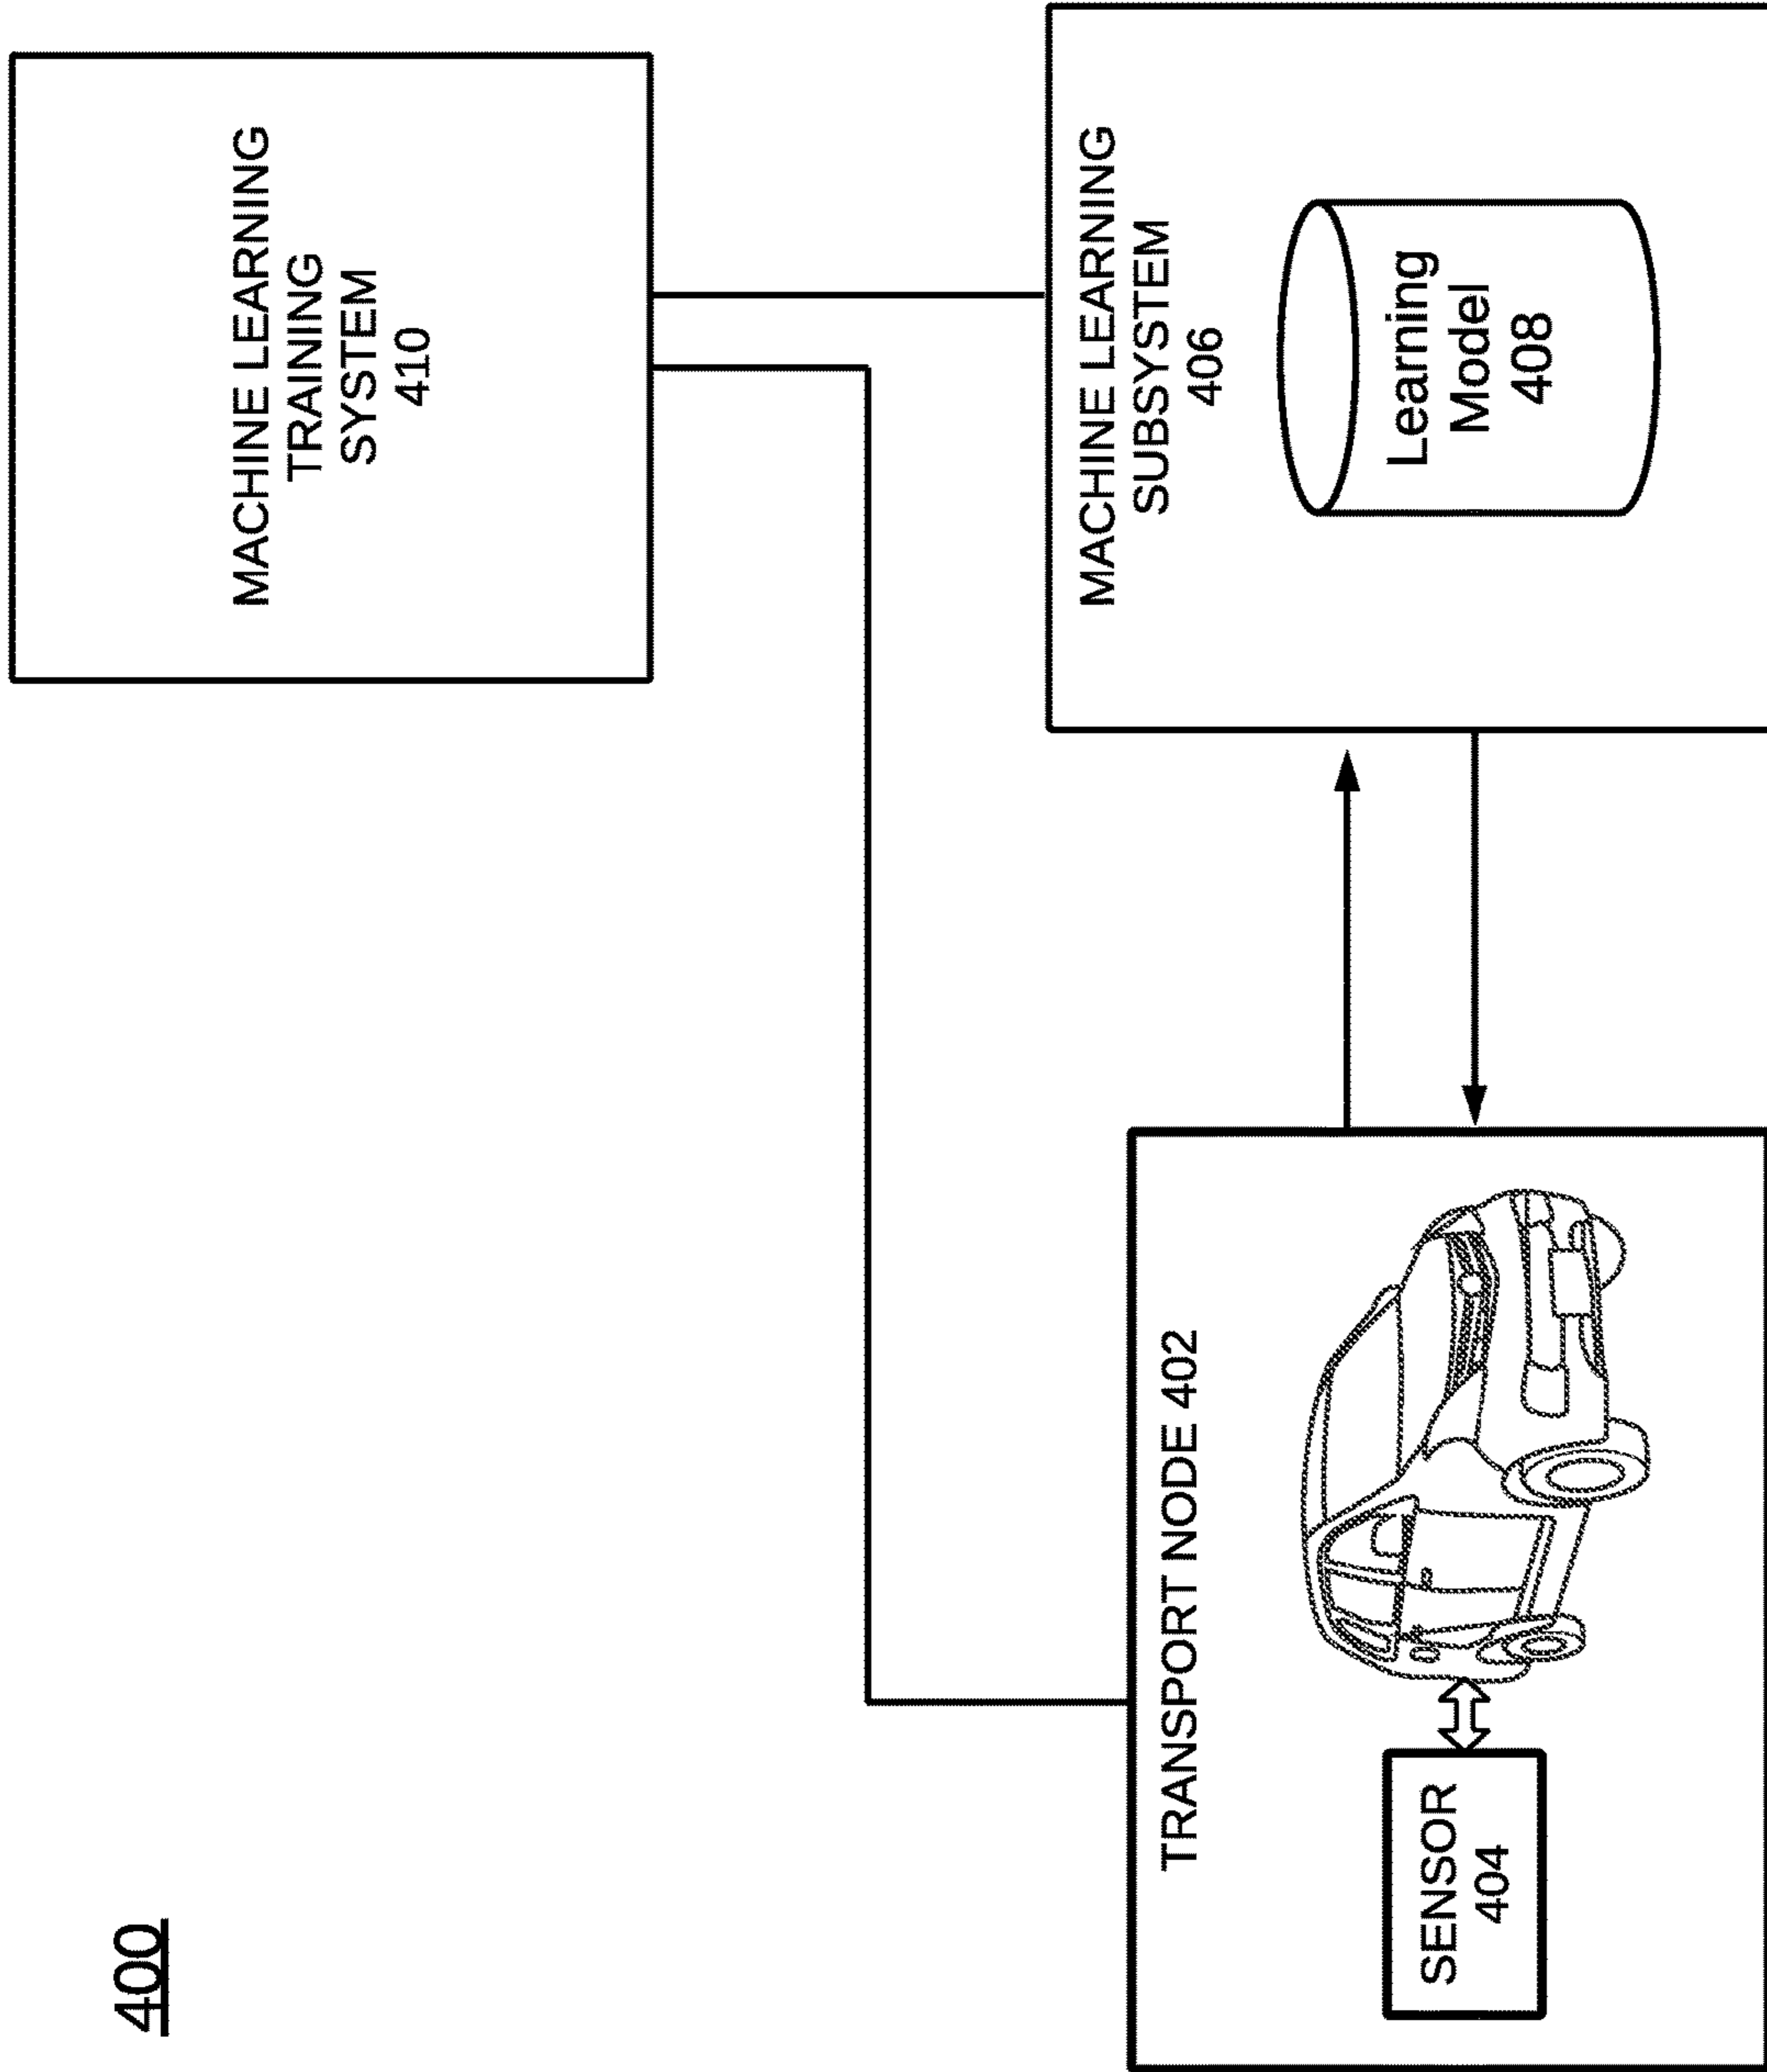 400
MACHINE LEARNING
TRAINING
SYSTEM
410
TRANSPORT NODE 402
SENSOR
404
MACHINE LEARNING
SUBSYSTEM
406
Learning
Model
408